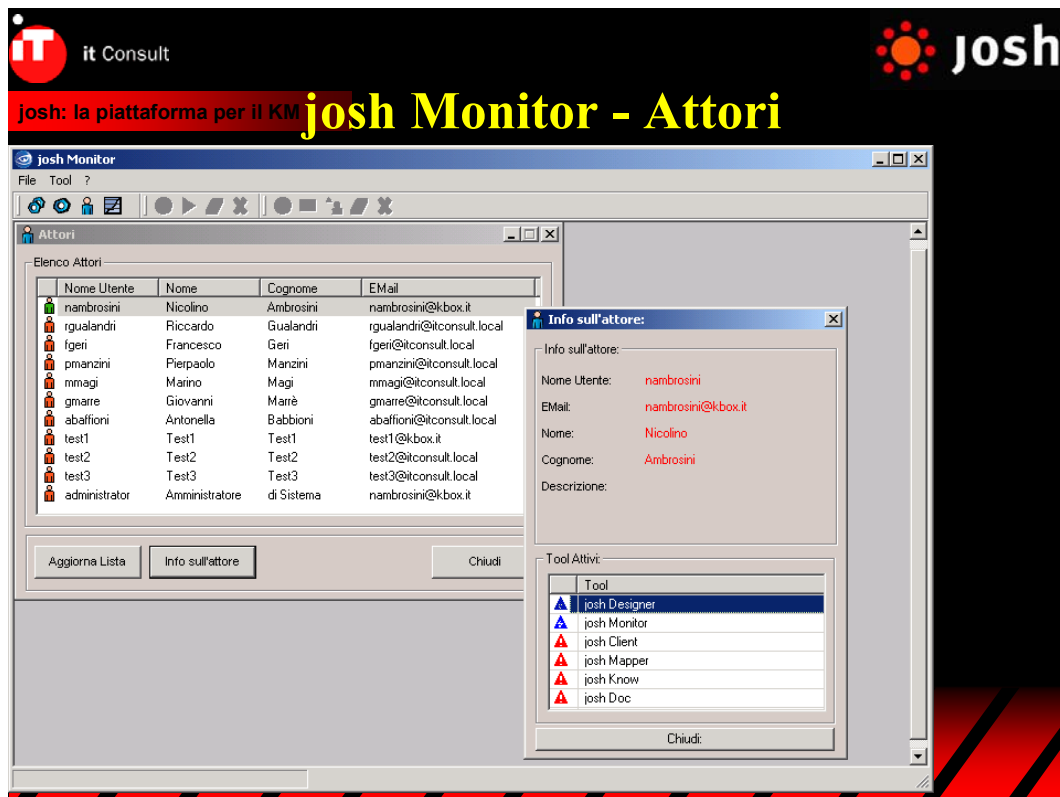 iT
it Consult
josh
josh: la piattaforma per il KM
josh Monitor - Attori
josh Monitor
File Tool ?
Attori
Elenco Attori
Nome Utente Nome Cognome EMail
nambrosini Nicolino Ambrosini nambrosini@kbox.it
rgualandri Riccardo Gualandri rgualandri@itconsult.local
fgeri Francesco Geri fgeri@itconsult.local
pmanzini Pierpaolo Manzini pmanzini@itconsult.local
mmagi Marino Magi mmagi@itconsult.local
gmarre Giovanni Marrè gmarre@itconsult.local
abaffioni Antonella Babbioni abaffioni@itconsult.local
test1 Test1 Test1 test1@kbox.it
test2 Test2 Test2 test2@itconsult.local
test3 Test3 Test3 test3@itconsult.local
administrator Amministratore di Sistema nambrosini@kbox.it
Aggiorna Lista Info sull'attore Chiudi
Info sull'attore:
Info sull'attore:
Nome Utente: nambrosini
EMail: nambrosini@kbox.it
Nome: Nicolino
Cognome: Ambrosini
Descrizione:
Tool Attivi:
Tool
josh Designer
josh Monitor
josh Client
josh Mapper
josh Know
josh Doc
Chiudi: